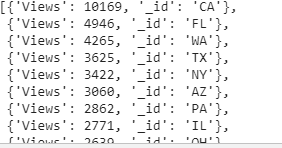 [{'Views': 10169, '_id': 'CA'},
{'Views': 4946, '_id': 'FL'},
{'Views': 4265, '_id': 'WA'},
{'Views': 3625, '_id': 'TX'},
{'Views': 3422, '_id': 'NY'},
{'Views': 3060, '_id': 'AZ'},
{'Views': 2862, '_id': 'PA'},
{'Views': 2771, '_id': 'IL'},
{'Views': 2639, '_id': 'OH'},